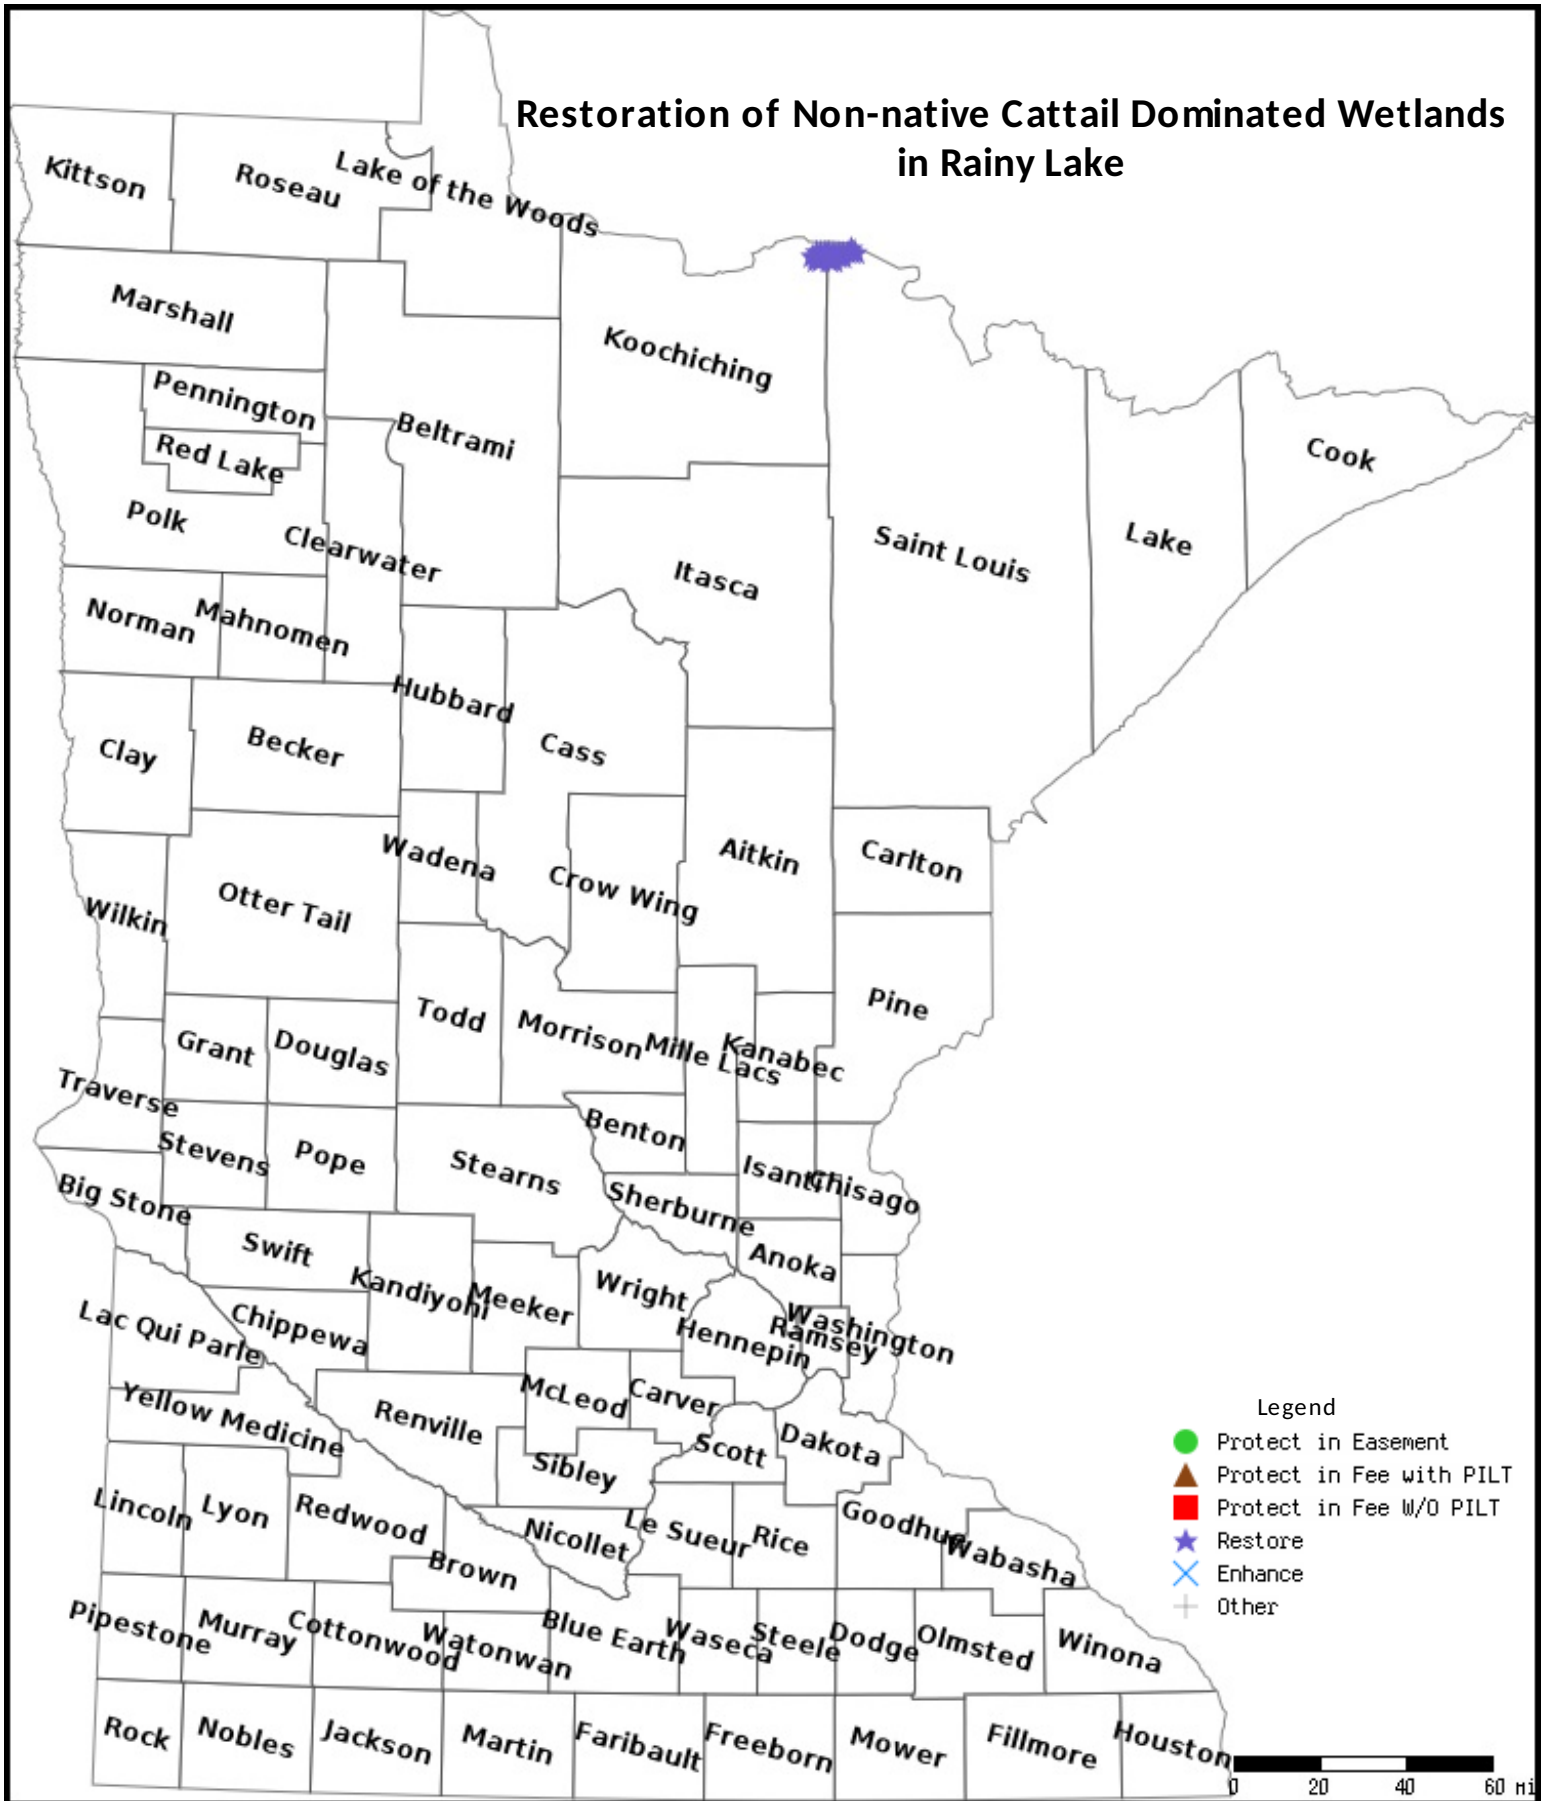 Restoration of Non-native Cattail Dominated Wetlands
in Rainy Lake
Kittson
Roseau
Lake of the Woods
Marshall
Koochiching
Pennington
Beltrami
Red Lake
Cook
Polk
Clearwater
Saint Louis
Lake
Itasca
Norman
Mahnomen
Hubbard
Clay
Becker
Cass
Wadena
Aitkin
Carlton
Crow Wing
Wilkin
Otter Tail
Todd
Pine
Grant
Douglas
Morrison
Mille Lacs
Kanabec
Traverse
Stevens
Pope
Stearns
Benton
Isanti
Chisago
Big Stone
Sherburne
Swift
Anoka
Kandiyohi
Meeker
Wright
Lac Qui Parle
Chippewa
Hennepin
Ramsey
Washington
Yellow Medicine
Renville
McLeod
Carver
Scott
Dakota
Sibley
Lincoln
Lyon
Redwood
Nicollet
Le Sueur
Rice
Goodhue
Wabasha
Brown
Pipestone
Murray
Cottonwood
Watonwan
Blue Earth
Waseca
Steele
Dodge
Olmsted
Winona
Rock
Nobles
Jackson
Martin
Faribault
Freeborn
Mower
Fillmore
Houston
Legend
Protect in Easement
Protect in Fee with PILT
Protect in Fee W/O PILT
Restore
Enhance
Other
0 20 40 60 mi